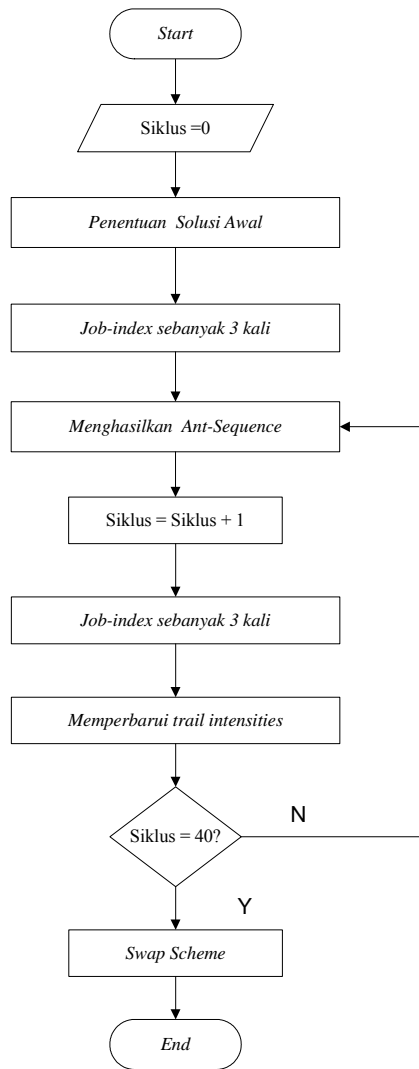 Start
Siklus =0
Penentuan Solusi Awal
Job-index sebanyak 3 kali
Menghasilkan Ant-Sequence
Siklus = Siklus + 1
Job-index sebanyak 3 kali
Memperbarui trail intensities
Siklus = 40?
N
Y
Swap Scheme
End